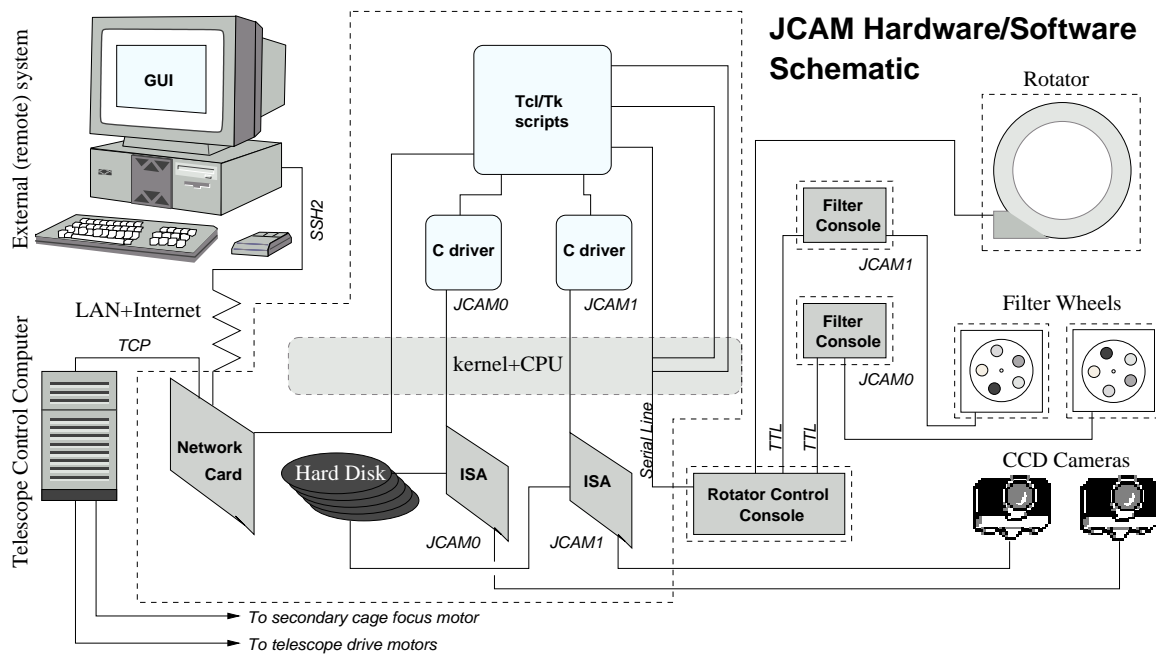 JCAM Hardware/Software
Schematic
External (remote) system
GUI
SSH2
LAN+Internet
Tcl/Tk
scripts
C driver
JCAM0
C driver
JCAM1
kernel+CPU
Telescope Control Computer
TCP
Network
Card
Hard Disk
ISA
JCAM0
ISA
JCAM1
Serial Line
Rotator
Filter
Console
JCAM1
Filter
Console
JCAM0
Filter Wheels
TTL
TTL
Rotator Control
Console
CCD Cameras
To secondary cage focus motor
To telescope drive motors